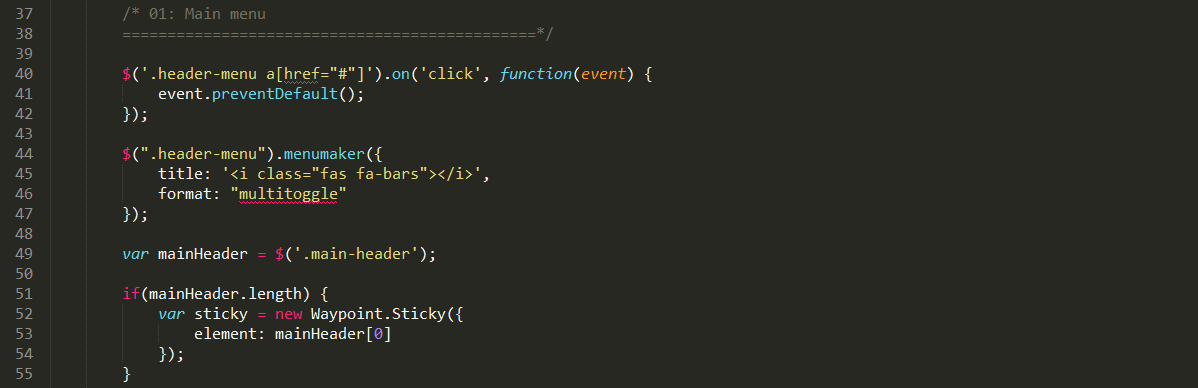 37 /* 01: Main menu
38 ==============================================*/
39
40 $('.header-menu a[href="#"]').on('click', function(event) {
41     event.preventDefault();
42 });
43
44 $(".header-menu").menumaker({
45     title: '<i class="fas fa-bars"></i>',
46     format: "multitoggle"
47 });
48
49 var mainHeader = $('.main-header');
50
51 if(mainHeader.length) {
52     var sticky = new Waypoint.Sticky({
53         element: mainHeader[0]
54     });
55 }